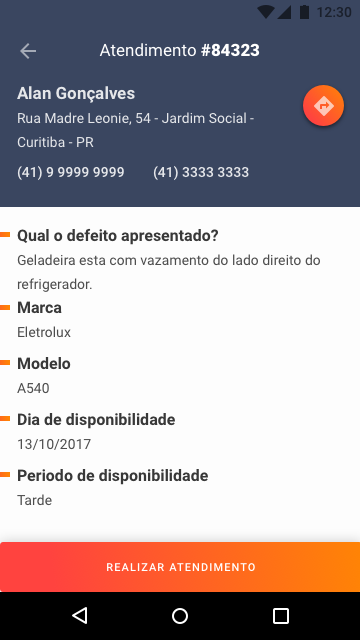 12:30
Atendimento #84323
Alan Gonçalves
Rua Madre Leonie, 54 - Jardim Social -
Curitiba - PR
(41) 9 9999 9999 (41) 3333 3333
Qual o defeito apresentado?
Geladeira esta com vazamento do lado direito do
refrigerador.
Marca
Eletrolux
Modelo
A540
Dia de disponibilidade
13/10/2017
Periodo de disponibilidade
Tarde
REALIZAR ATENDIMENTO